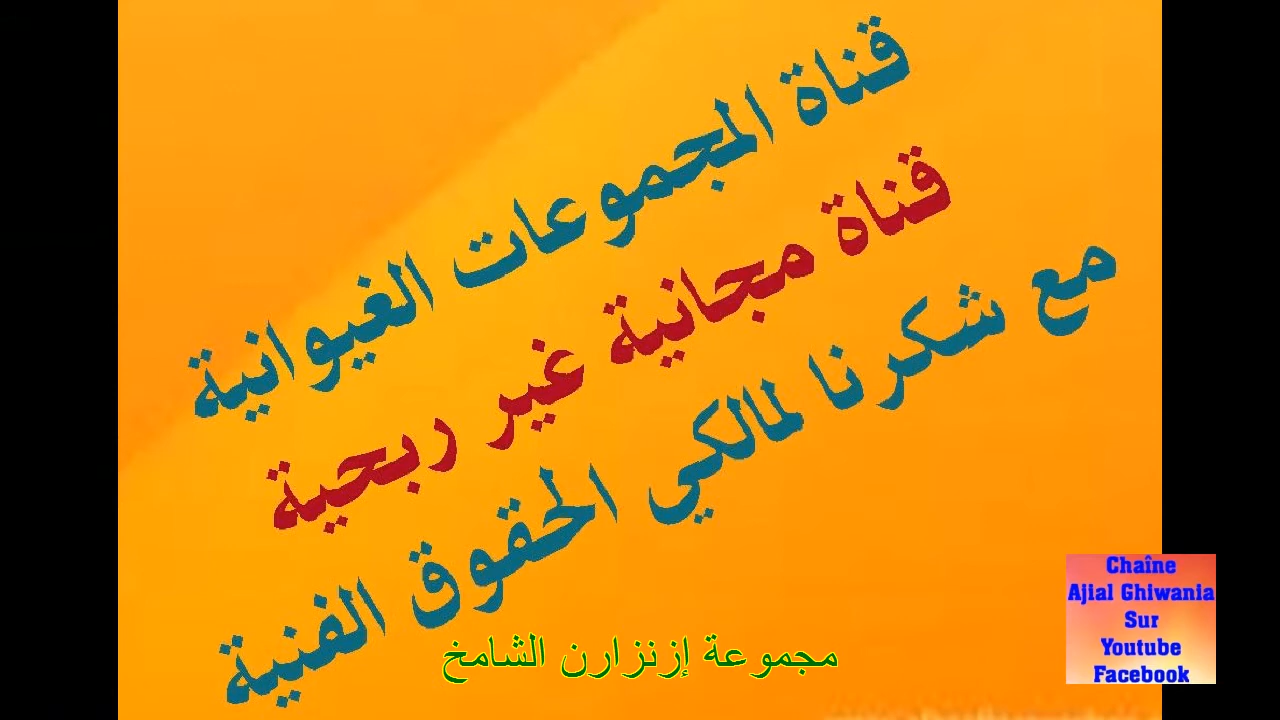 قناة المجموعات الغيوانية
قناة مجانية غير ربحية
مع شكرنا لمالكي الحقوق الفنية
مجموعة إزنزارن الشامخ
Chaîne
Ajial Ghiwania
Sur
Youtube
Facebook